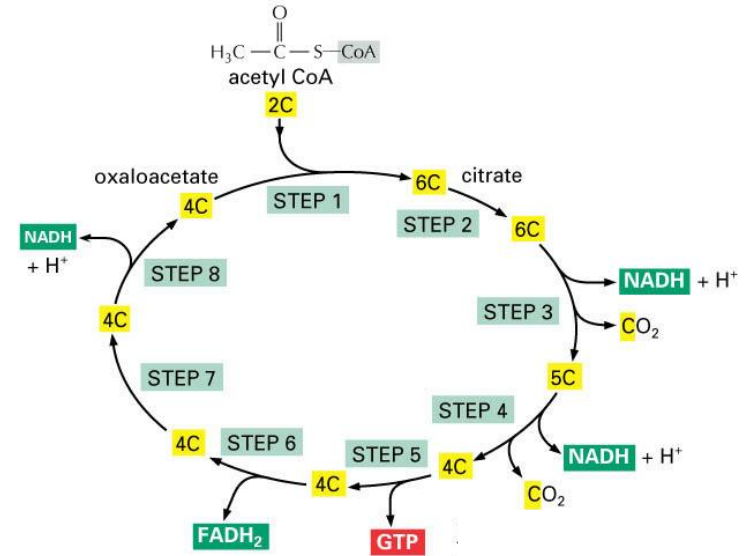 O
H₃C — C — S — CoA
acetyl CoA
2C
oxaloacetate
4C
STEP 1
6C
citrate
STEP 2
6C
NADH
+ H⁺
STEP 8
NADH + H⁺
4C
STEP 3
CO₂
5C
STEP 7
STEP 4
4C
STEP 6
STEP 5
4C
NADH + H⁺
4C
CO₂
FADH₂
GTP